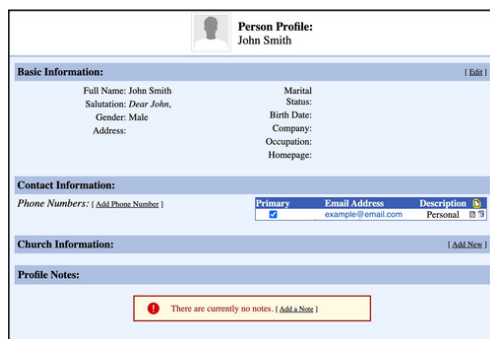 Person Profile:
John Smith
Basic Information:
[ Edit ]
Full Name: John Smith
Salutation: Dear John,
Gender: Male
Address:
Marital
Status:
Birth Date:
Company:
Occupation:
Homepage:
Contact Information:
Phone Numbers: [ Add Phone Number ]
Primary Email Address Description
example@email.com Personal
Church Information:
[ Add New ]
Profile Notes:
There are currently no notes. [ Add a Note ]